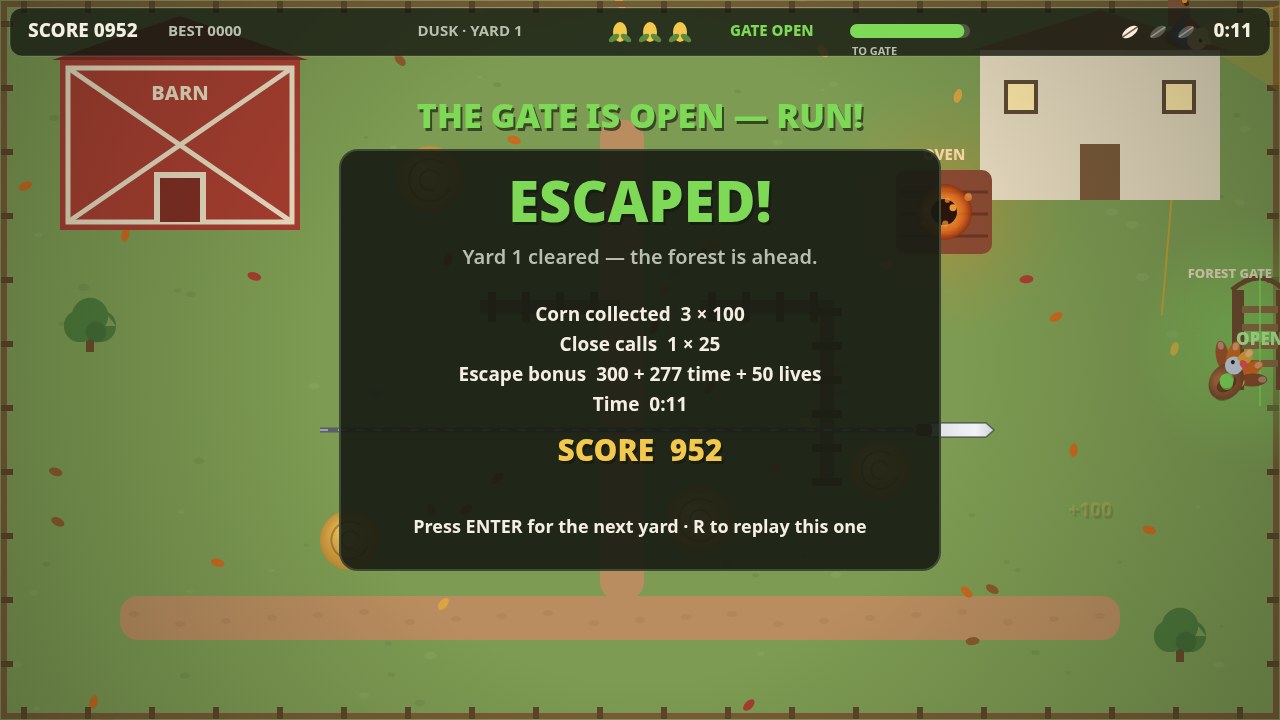 SCORE 0952 BEST 0000 DUSK · YARD 1 GATE OPEN 0:11
TO GATE
BARN
THE GATE IS OPEN — RUN!
ESCAPED!
Yard 1 cleared — the forest is ahead.
Corn collected 3 × 100
Close calls 1 × 25
Escape bonus 300 + 277 time + 50 lives
Time 0:11
SCORE 952
Press ENTER for the next yard · R to replay this one
FOREST GATE
OPEN
+100